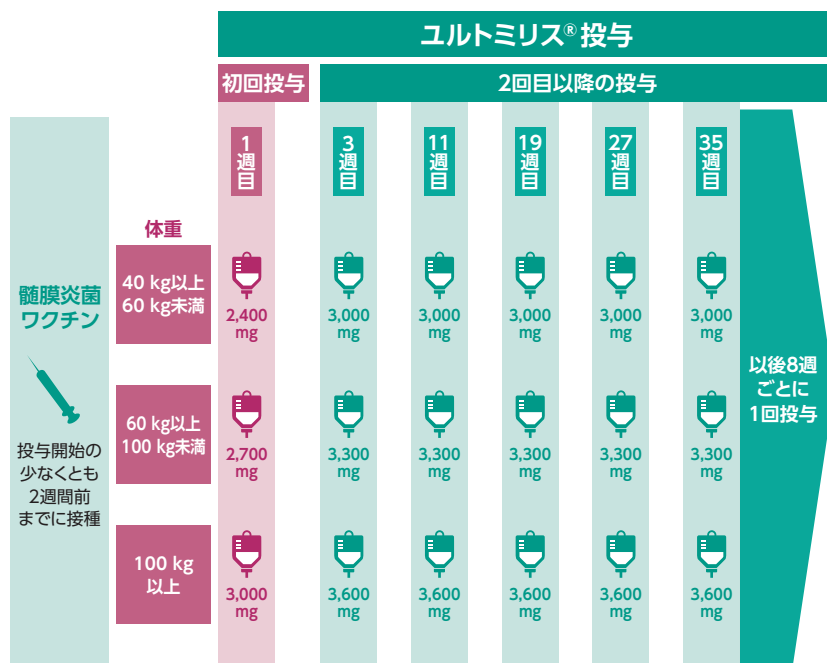 ユルトミリス®投与
初回投与
2回目以降の投与
1週目
3週目
11週目
19週目
27週目
35週目
髄膜炎菌
ワクチン
投与開始の
少なくとも
2週間前
までに接種
体重
40 kg以上
60 kg未満
2,400
mg
3,000
mg
3,000
mg
3,000
mg
3,000
mg
3,000
mg
60 kg以上
100 kg未満
2,700
mg
3,300
mg
3,300
mg
3,300
mg
3,300
mg
3,300
mg
100 kg
以上
3,000
mg
3,600
mg
3,600
mg
3,600
mg
3,600
mg
3,600
mg
以後8週
ごとに
1回投与